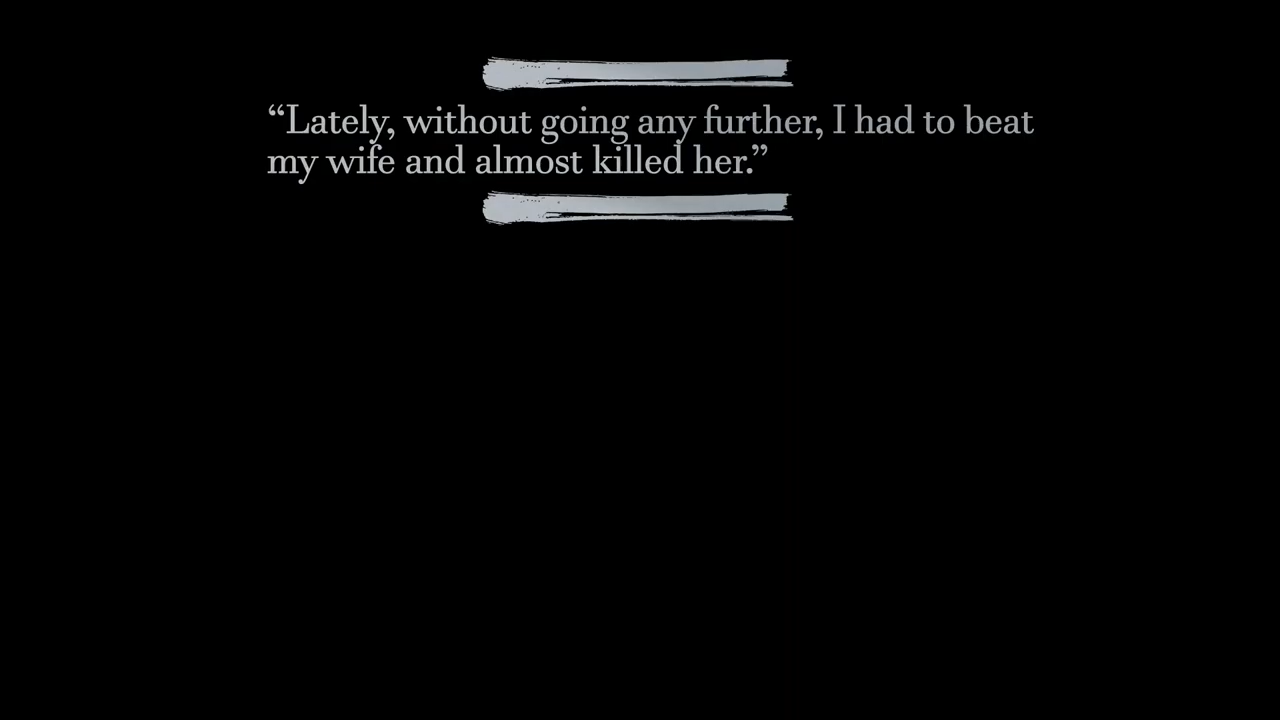 “Lately, without going any further, I had to beat
my wife and almost killed her.”